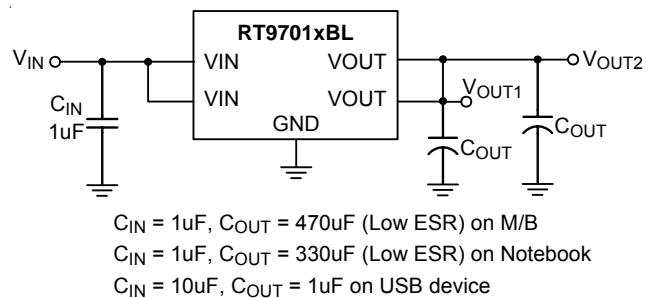 RT9701xBL
VIN
VIN VOUT
VOUT2
VIN VOUT
VOUT1
CIN
1uF
GND
COUT
COUT
CIN = 1uF, COUT = 470uF (Low ESR) on M/B
CIN = 1uF, COUT = 330uF (Low ESR) on Notebook
CIN = 10uF, COUT = 1uF on USB device